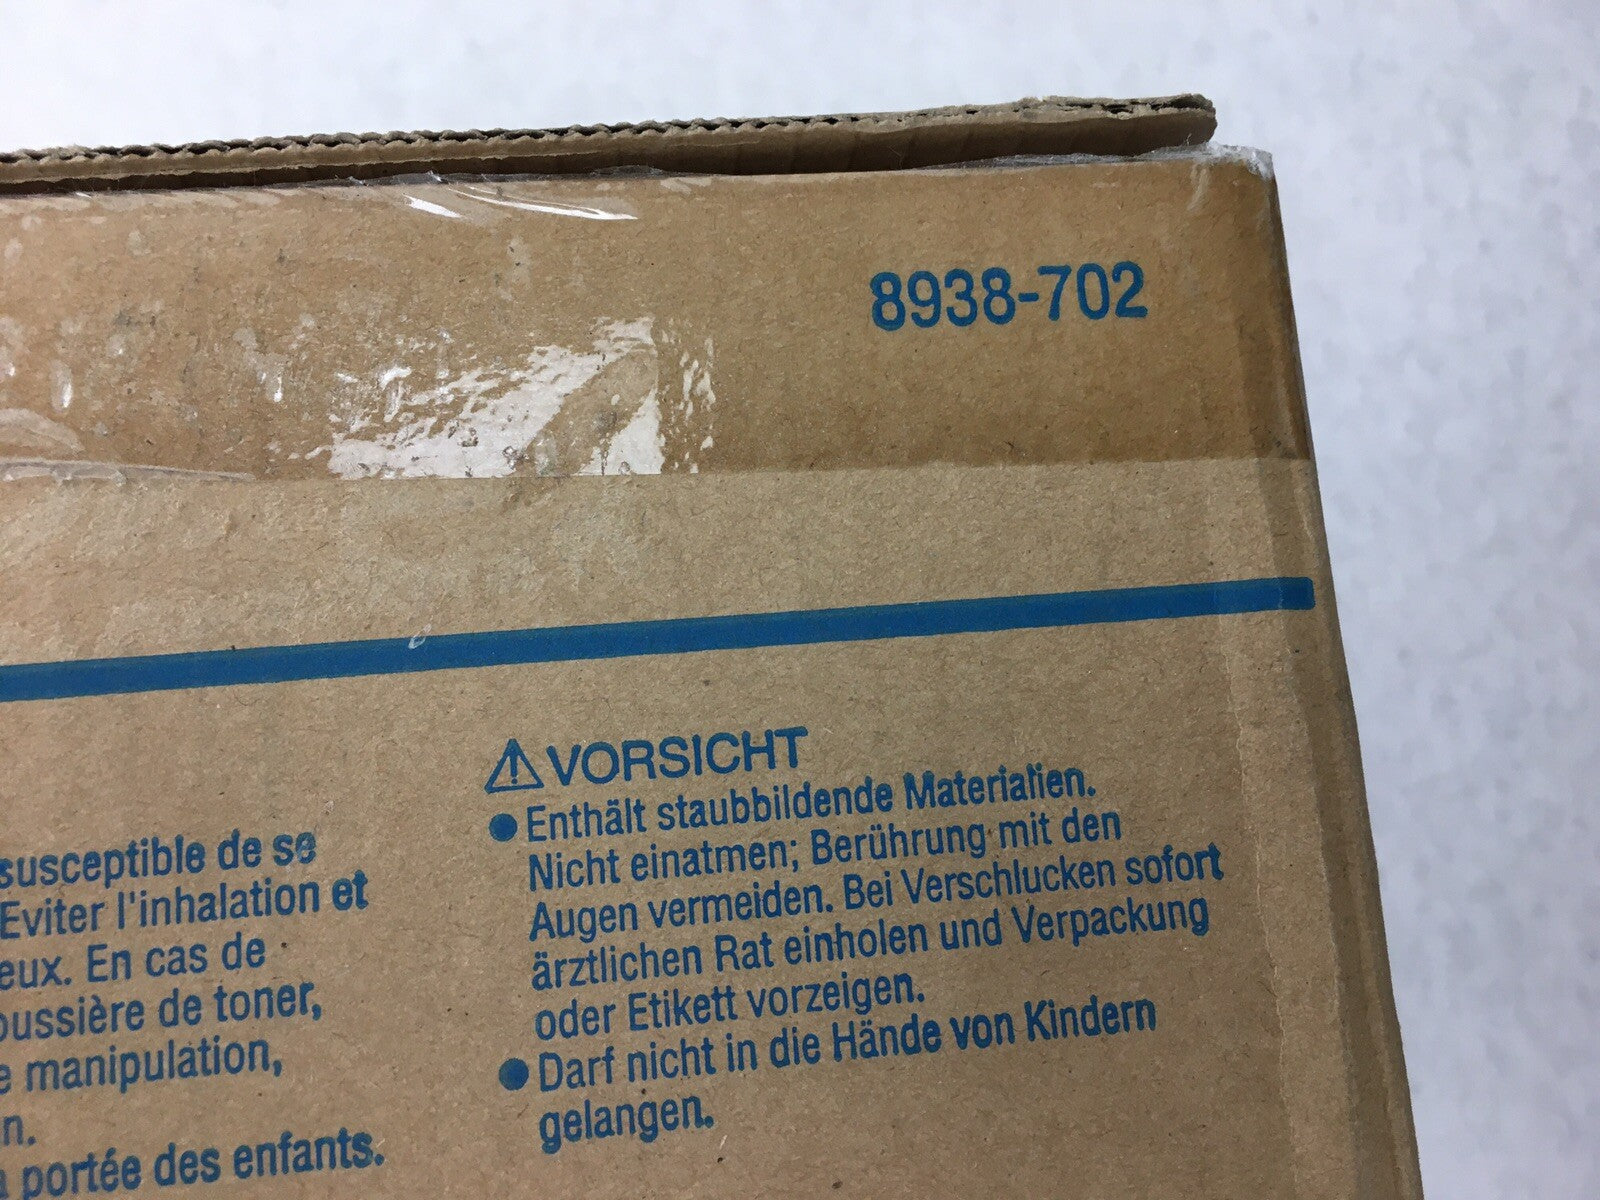 8938-702
susceptible de se
Eviter l'inhalation et
eux. En cas de
oussière de toner,
e manipulation,
n.
a portée des enfants.
⚠VORSICHT
●Enthält staubbildende Materialien.
Nicht einatmen; Berührung mit den
Augen vermeiden. Bei Verschlucken sofort
ärztlichen Rat einholen und Verpackung
oder Etikett vorzeigen.
●Darf nicht in die Hände von Kindern
gelangen.